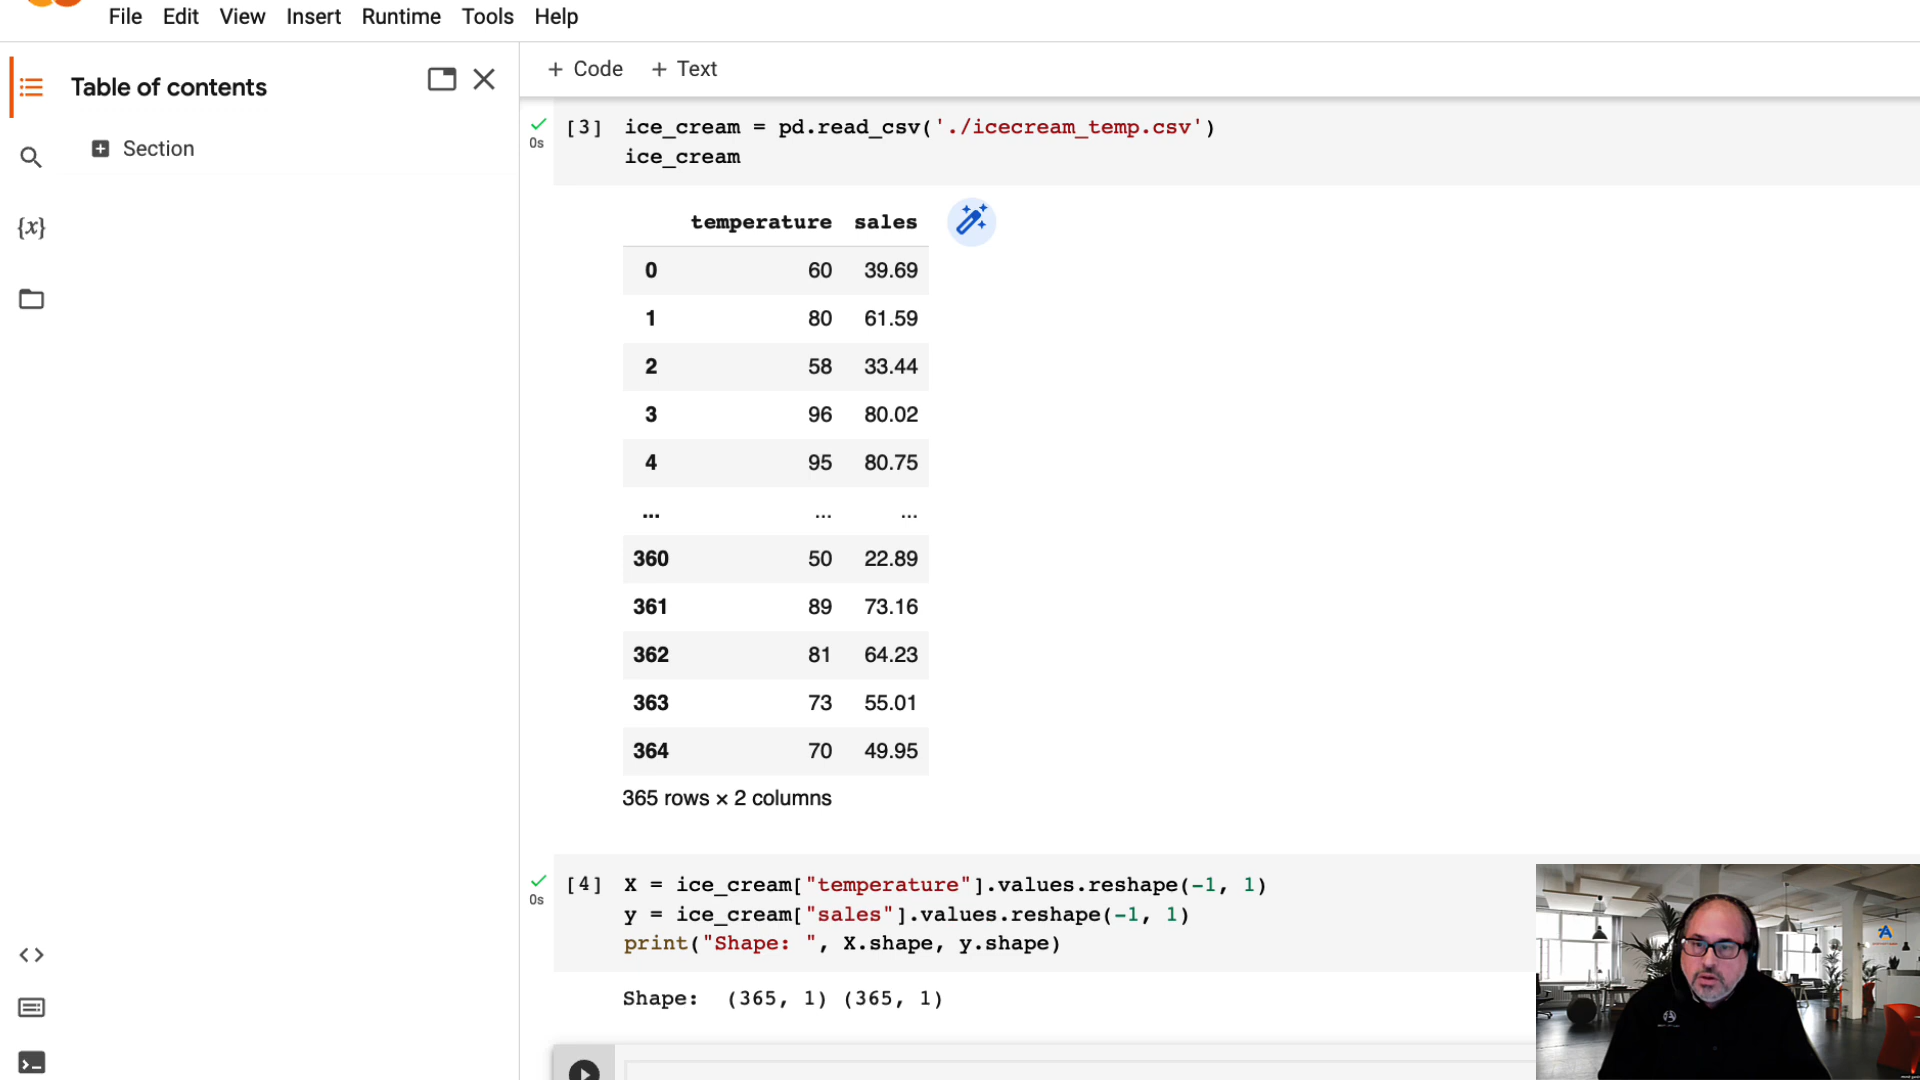 File Edit View Insert Runtime Tools Help
Table of contents
Section
{x}
+ Code + Text
0s
[3] ice_cream = pd.read_csv('./icecream_temp.csv')
ice_cream
temperature sales
0 60 39.69
1 80 61.59
2 58 33.44
3 96 80.02
4 95 80.75
... ... ...
360 50 22.89
361 89 73.16
362 81 64.23
363 73 55.01
364 70 49.95
365 rows × 2 columns
0s
[4] X = ice_cream["temperature"].values.reshape(-1, 1)
y = ice_cream["sales"].values.reshape(-1, 1)
print("Shape: ", X.shape, y.shape)
Shape:  (365, 1) (365, 1)